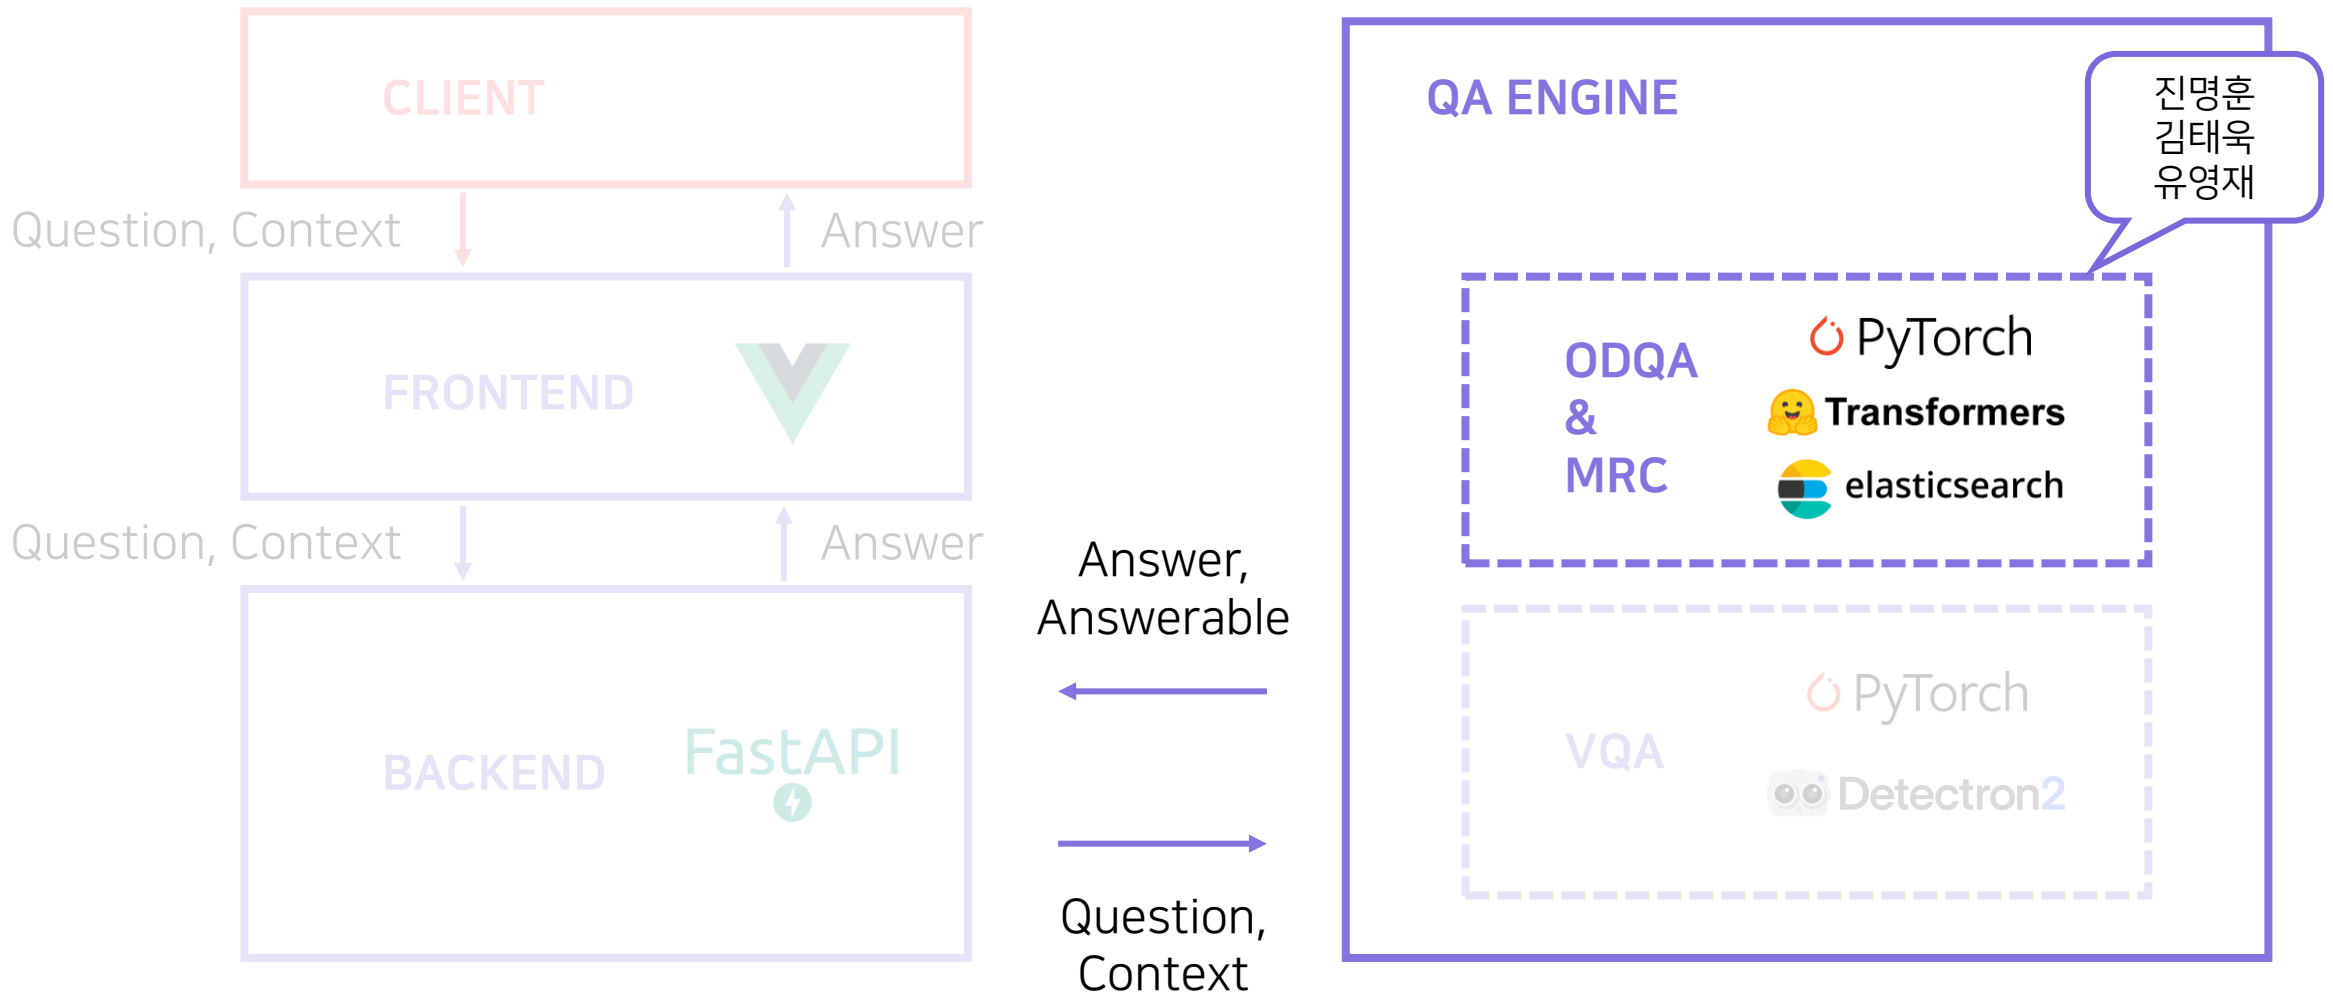 CLIENT
Question, Context
Answer
FRONTEND
Question, Context
Answer
BACKEND
FastAPI
Answer,
Answerable
Question,
Context
QA ENGINE
진명훈
김태욱
유영재
ODQA
&
MRC
PyTorch
Transformers
elasticsearch
VQA
PyTorch
Detectron2